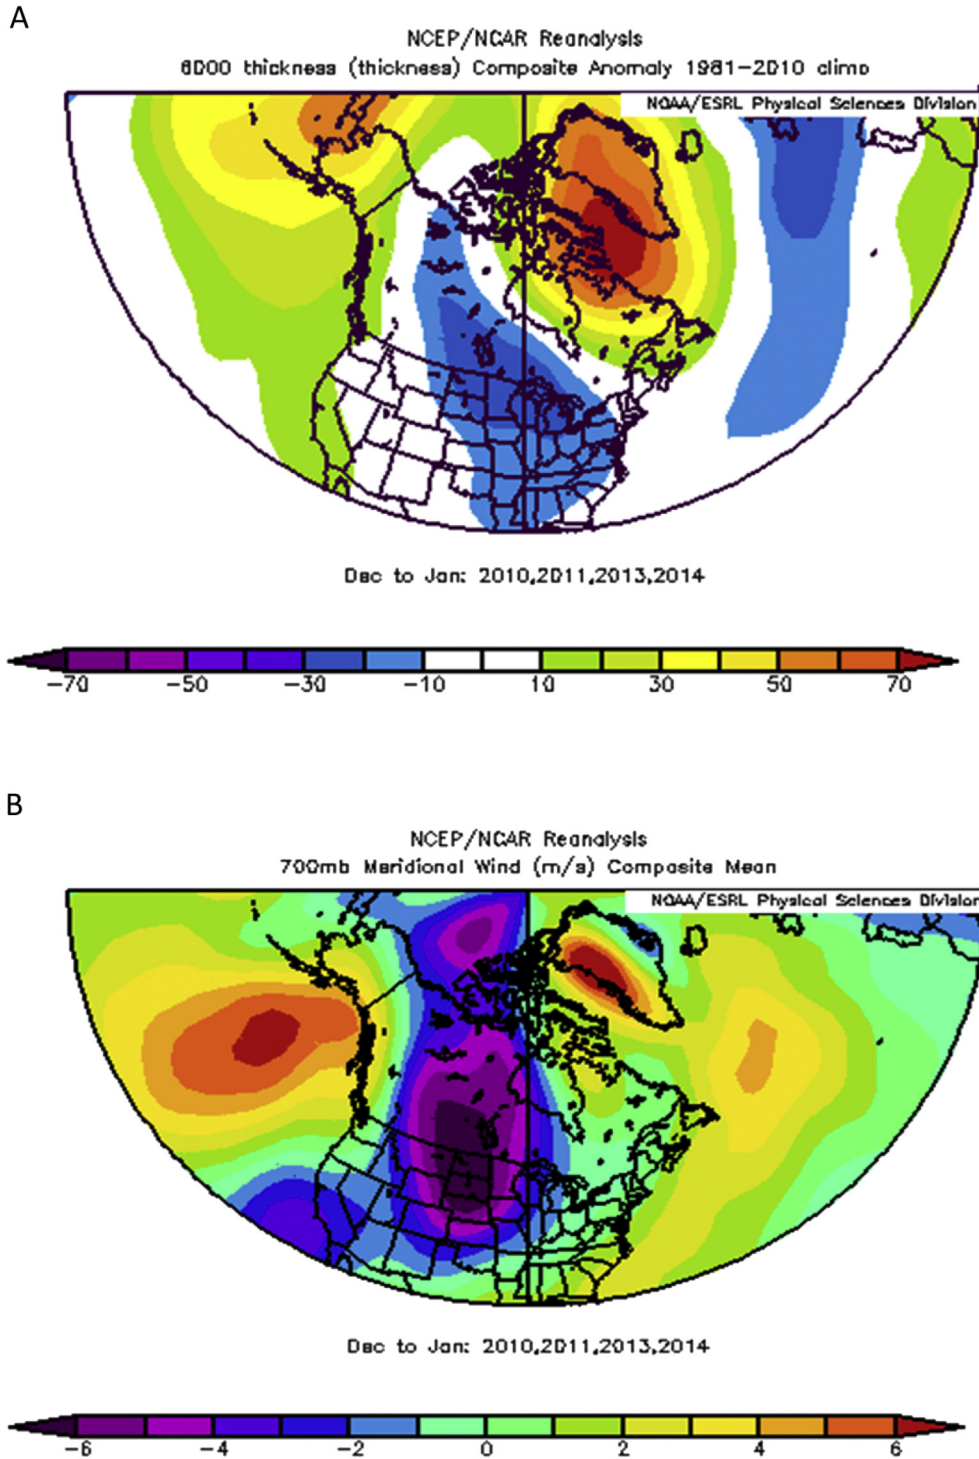 A
NCEP/NCAR Reanalysis
6000 thickness (thickness) Composite Anomaly 1981-2010 climo
NOAA/ESRL Physical Sciences Division
Dec to Jan: 2010,2011,2013,2014
-70 -50 -30 -10 10 30 50 70
B
NCEP/NCAR Reanalysis
700mb Meridional Wind (m/s) Composite Mean
NOAA/ESRL Physical Sciences Division
Dec to Jan: 2010,2011,2013,2014
-6 -4 -2 0 2 4 6